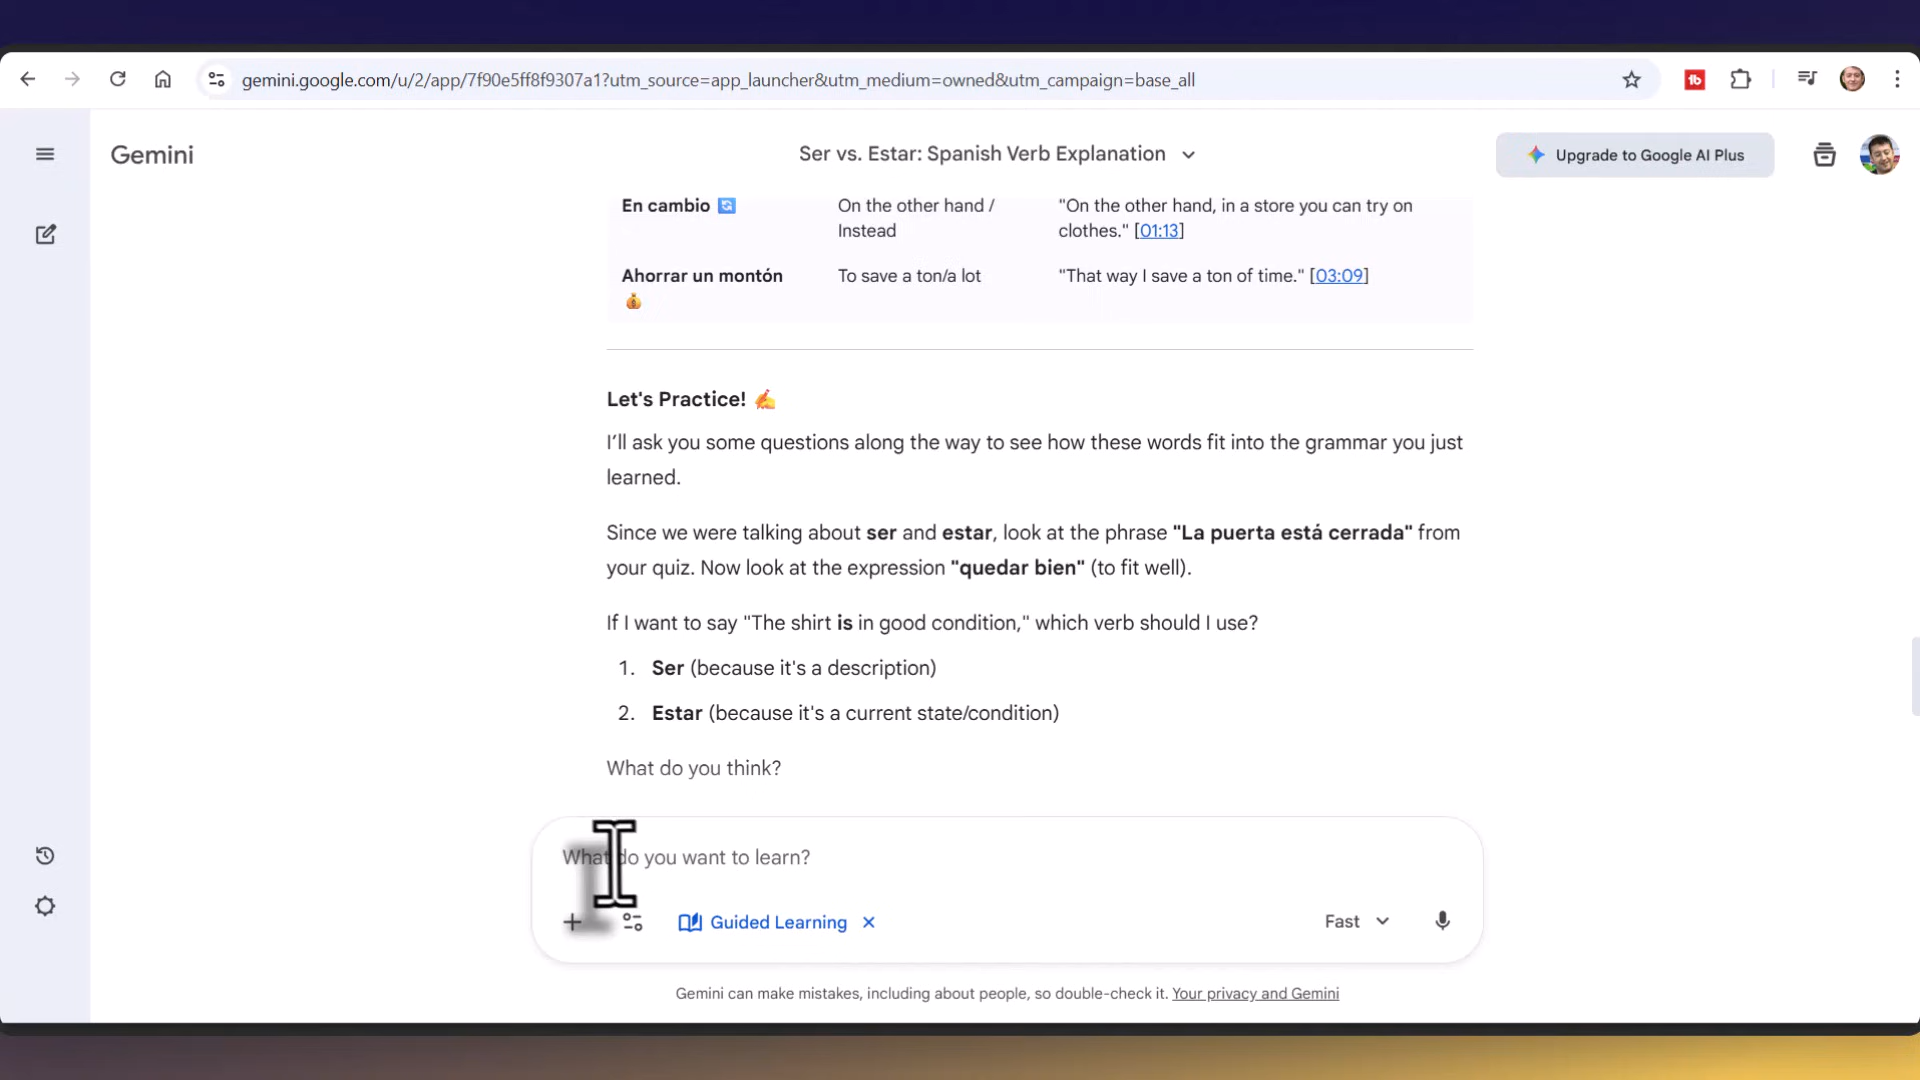 gemini.google.com/u/2/app/7f90e5ff8f9307a1?utm_source=app_launcher&utm_medium=owned&utm_campaign=base_all
Gemini
Ser vs. Estar: Spanish Verb Explanation
Upgrade to Google AI Plus
En cambio 🔄 On the other hand / "On the other hand, in a store you can try on
Instead clothes." [01:13]
Ahorrar un montón To save a ton/a lot "That way I save a ton of time." [03:09]
💰
Let's Practice! ✍️
I'll ask you some questions along the way to see how these words fit into the grammar you just
learned.
Since we were talking about ser and estar, look at the phrase "La puerta está cerrada" from
your quiz. Now look at the expression "quedar bien" (to fit well).
If I want to say "The shirt is in good condition," which verb should I use?
1. Ser (because it's a description)
2. Estar (because it's a current state/condition)
What do you think?
What do you want to learn?
Guided Learning
Fast
Gemini can make mistakes, including about people, so double-check it. Your privacy and Gemini